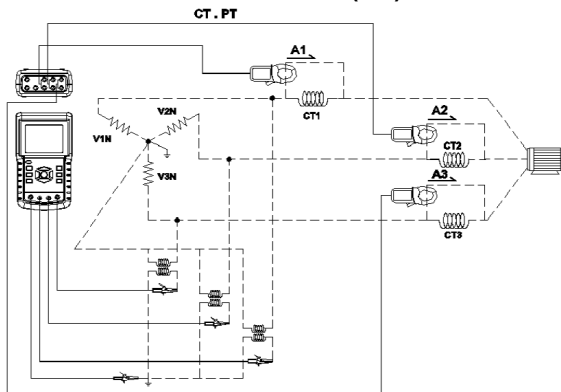 CT . PT
A1
CT1
V2N
V1N
A2
CT2
V3N
A3
CT3